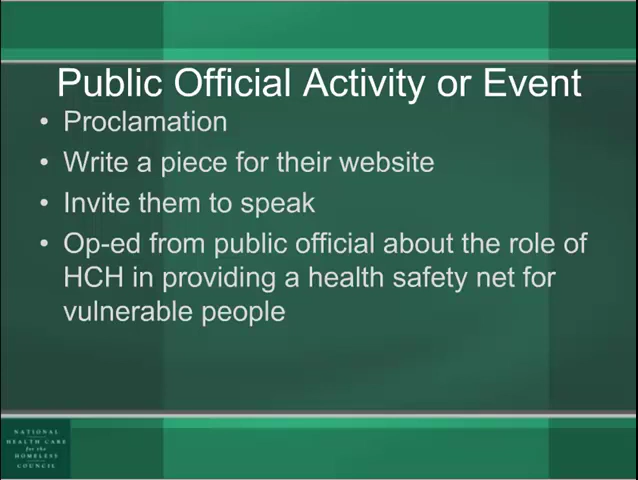 Public Official Activity or Event
• Proclamation
• Write a piece for their website
• Invite them to speak
• Op-ed from public official about the role of
HCH in providing a health safety net for
vulnerable people
NATIONAL
HEALTH CARE
for the
HOMELESS
COUNCIL